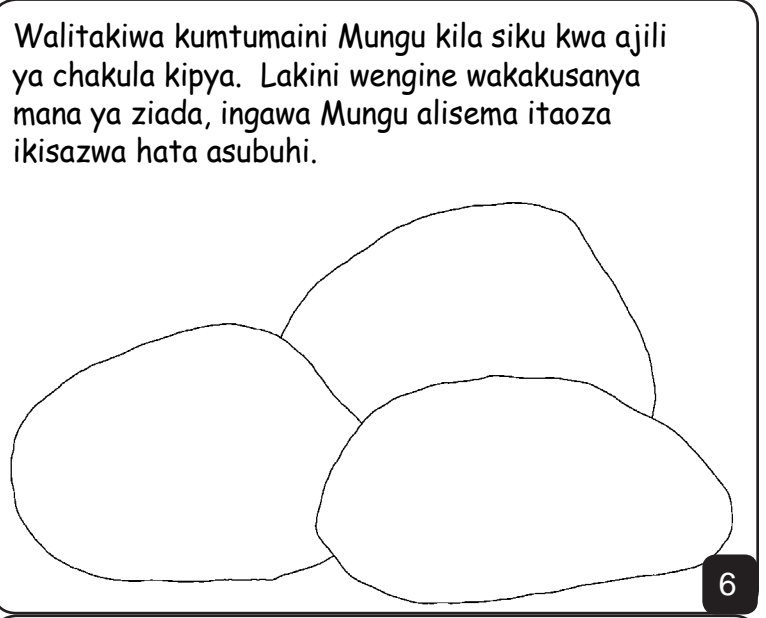 Walitakiwa kumtumaini Mungu kila siku kwa ajili
ya chakula kipya. Lakini wengine wakakusanya
mana ya ziada, ingawa Mungu alisema itaoza
ikisazwa hata asubuhi.
6